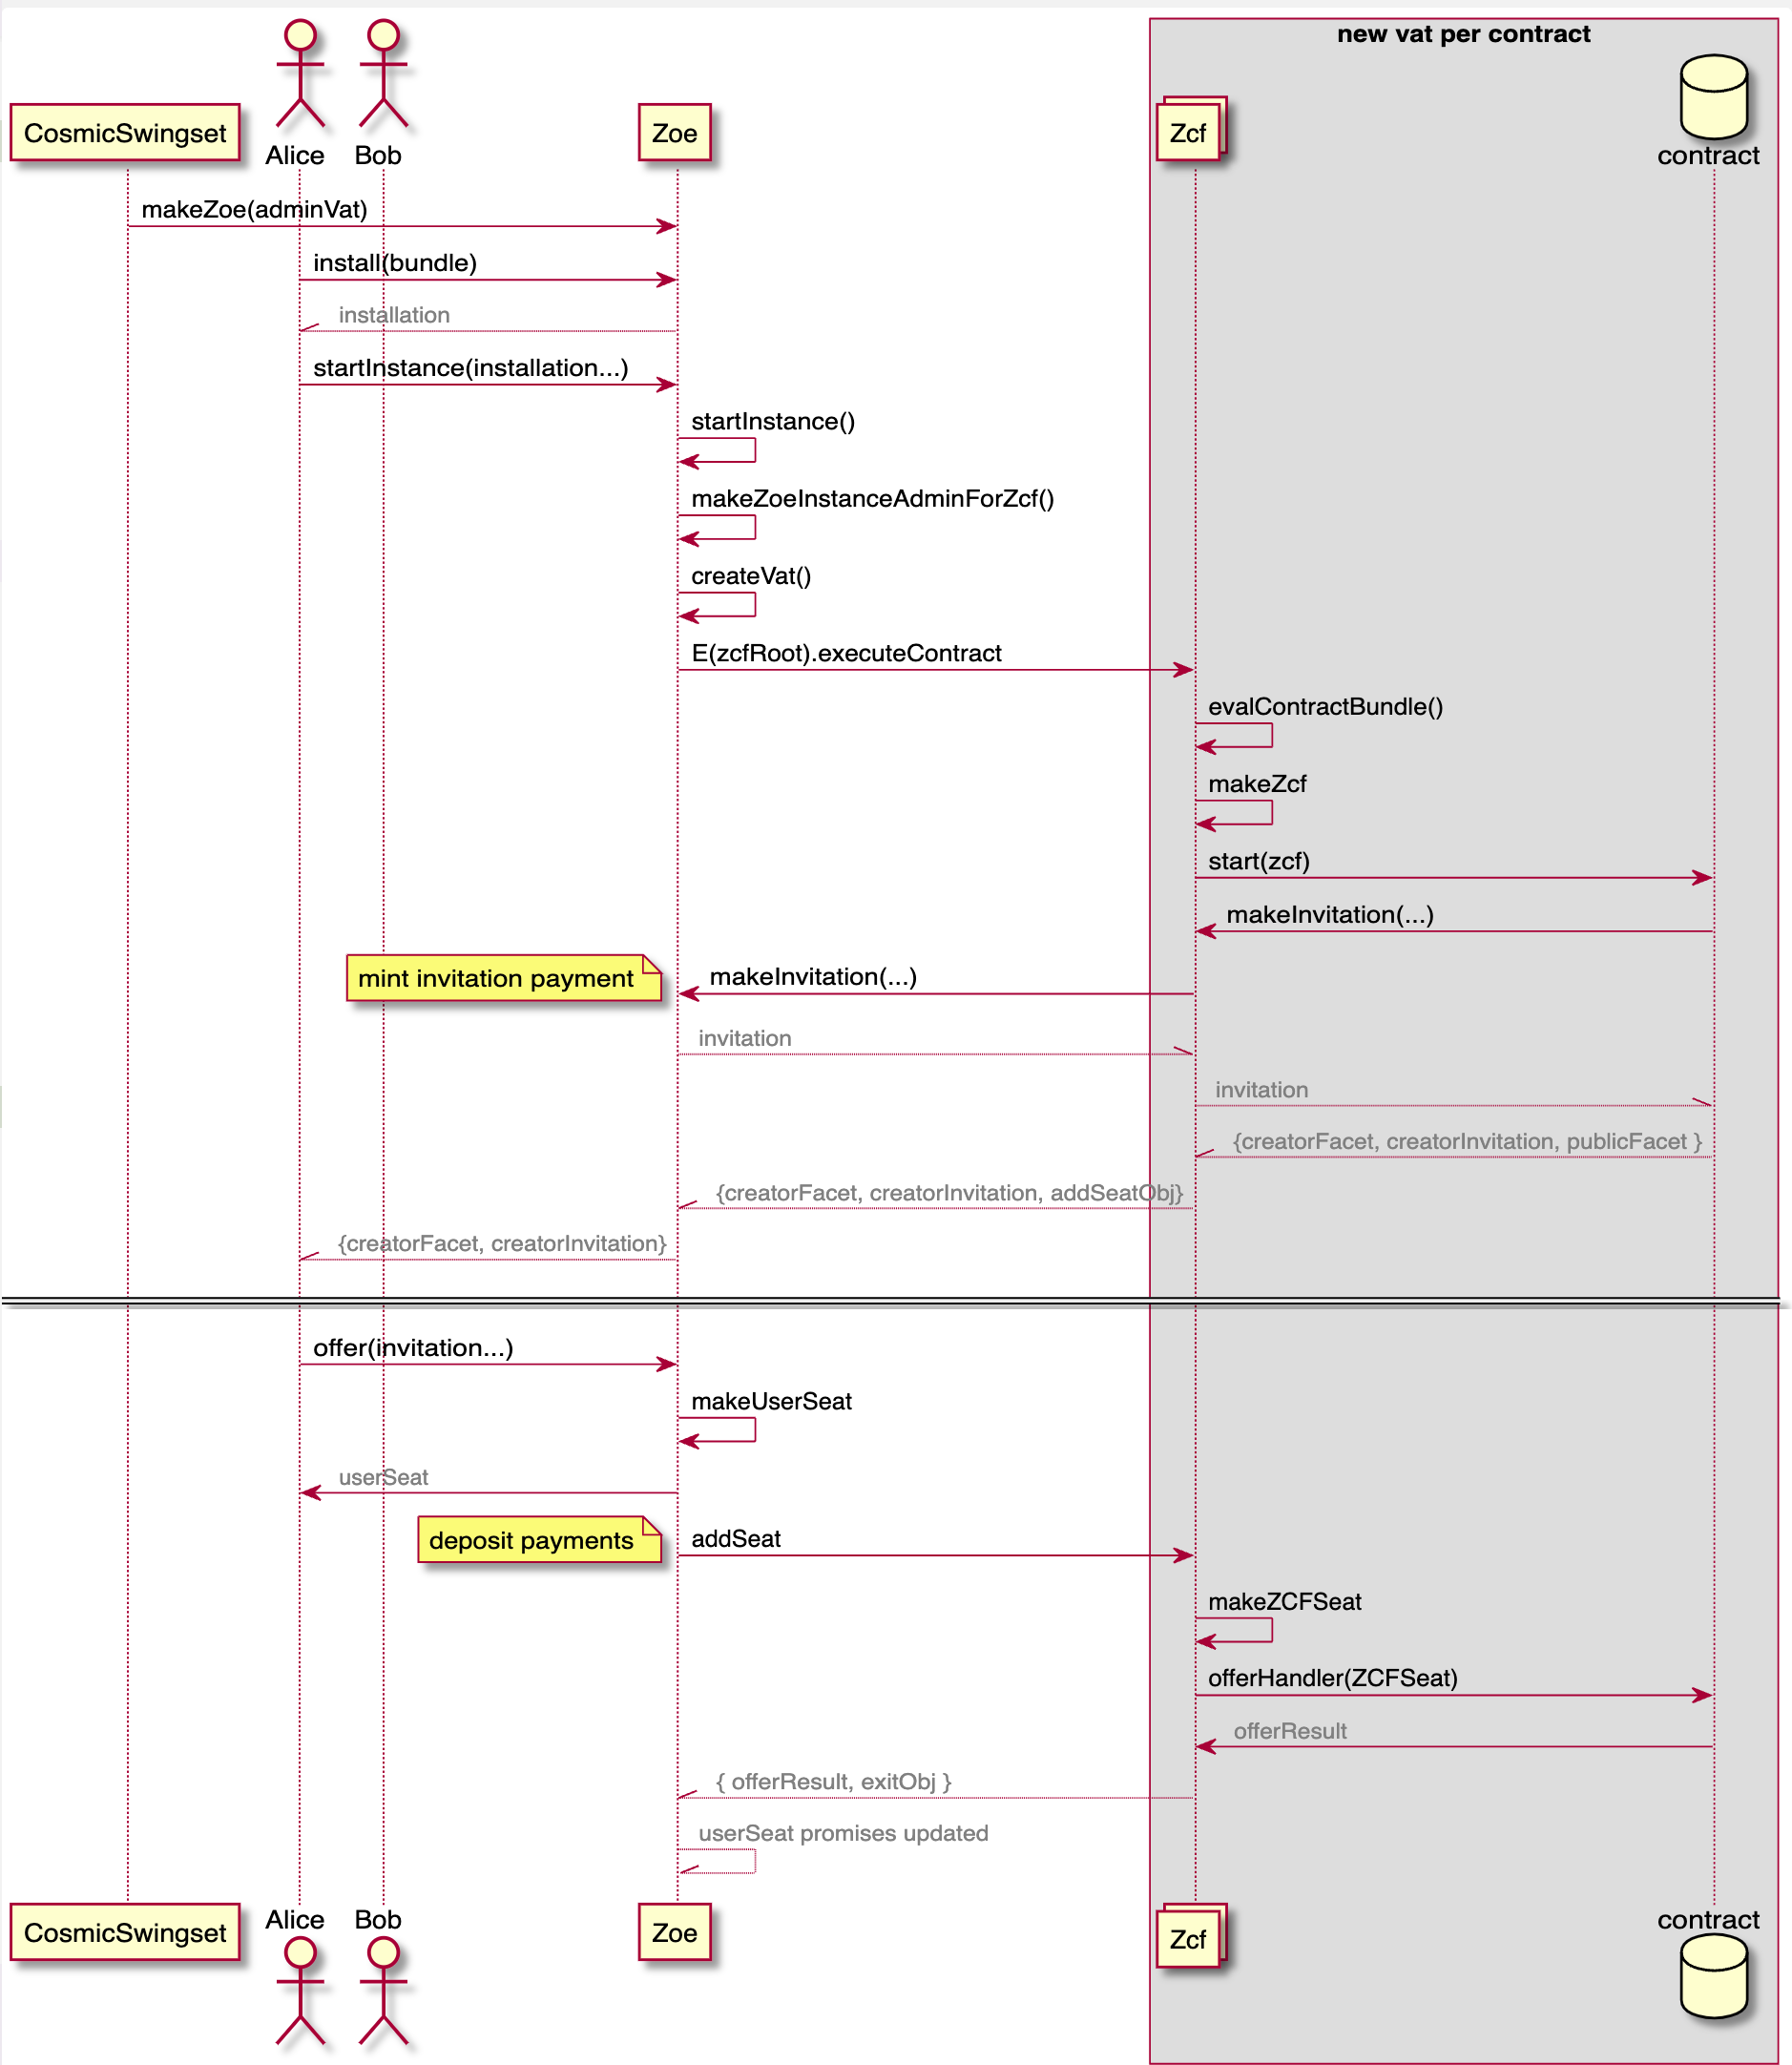 new vat per contract
CosmicSwingset
Alice
Bob
Zoe
Zcf
contract
makeZoe(adminVat)
install(bundle)
installation
startInstance(installation...)
startInstance()
makeZoeInstanceAdminForZcf()
createVat()
E(zcfRoot).executeContract
evalContractBundle()
makeZcf
start(zcf)
makeInvitation(...)
mint invitation payment
makeInvitation(...)
invitation
invitation
{creatorFacet, creatorInvitation, publicFacet }
{creatorFacet, creatorInvitation, addSeatObj}
{creatorFacet, creatorInvitation}
offer(invitation...)
makeUserSeat
userSeat
deposit payments
addSeat
makeZCFSeat
offerHandler(ZCFSeat)
offerResult
{ offerResult, exitObj }
userSeat promises updated
CosmicSwingset
Alice
Bob
Zoe
Zcf
contract